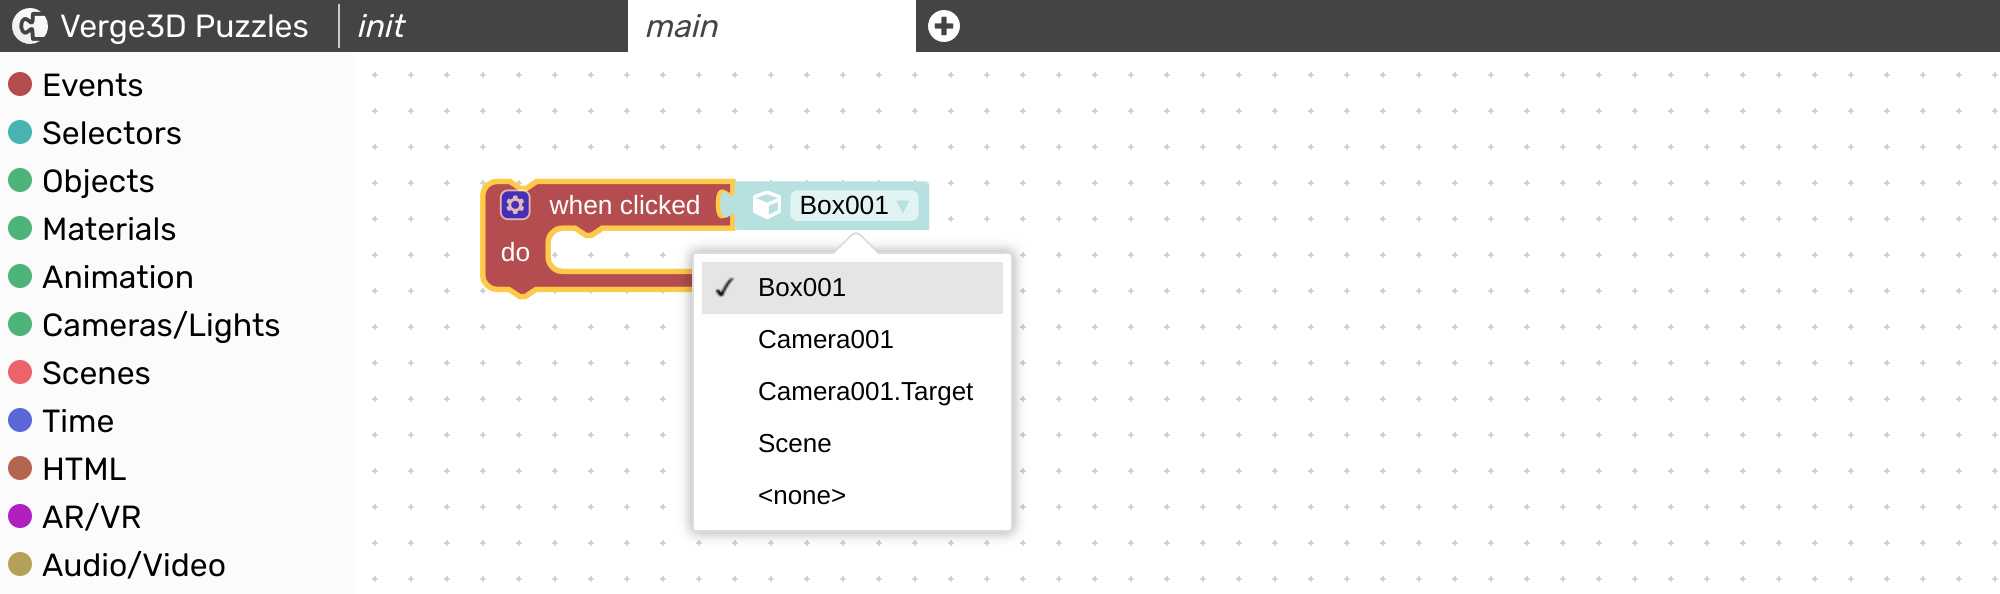 Verge3D Puzzles
init
main
Events
Selectors
Objects
Materials
Animation
Cameras/Lights
Scenes
Time
HTML
AR/VR
Audio/Video
when clicked
Box001
do
Box001
Camera001
Camera001.Target
Scene
<none>